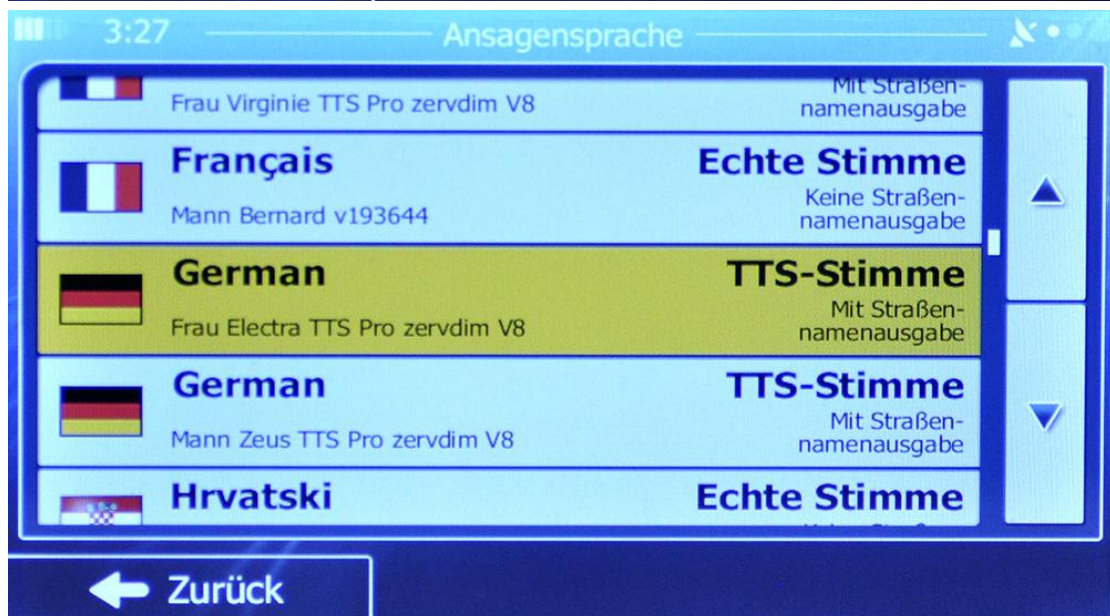 3:27 Ansagensprache
Mit Straßen-
Frau Virginie TTS Pro zervdim V8 namenausgabe
Français Echte Stimme
Keine Straßen-
Mann Bernard v193644 namenausgabe
German TTS-Stimme
Mit Straßen-
Frau Electra TTS Pro zervdim V8 namenausgabe
German TTS-Stimme
Mit Straßen-
Mann Zeus TTS Pro zervdim V8 namenausgabe
Hrvatski Echte Stimme
Zurück